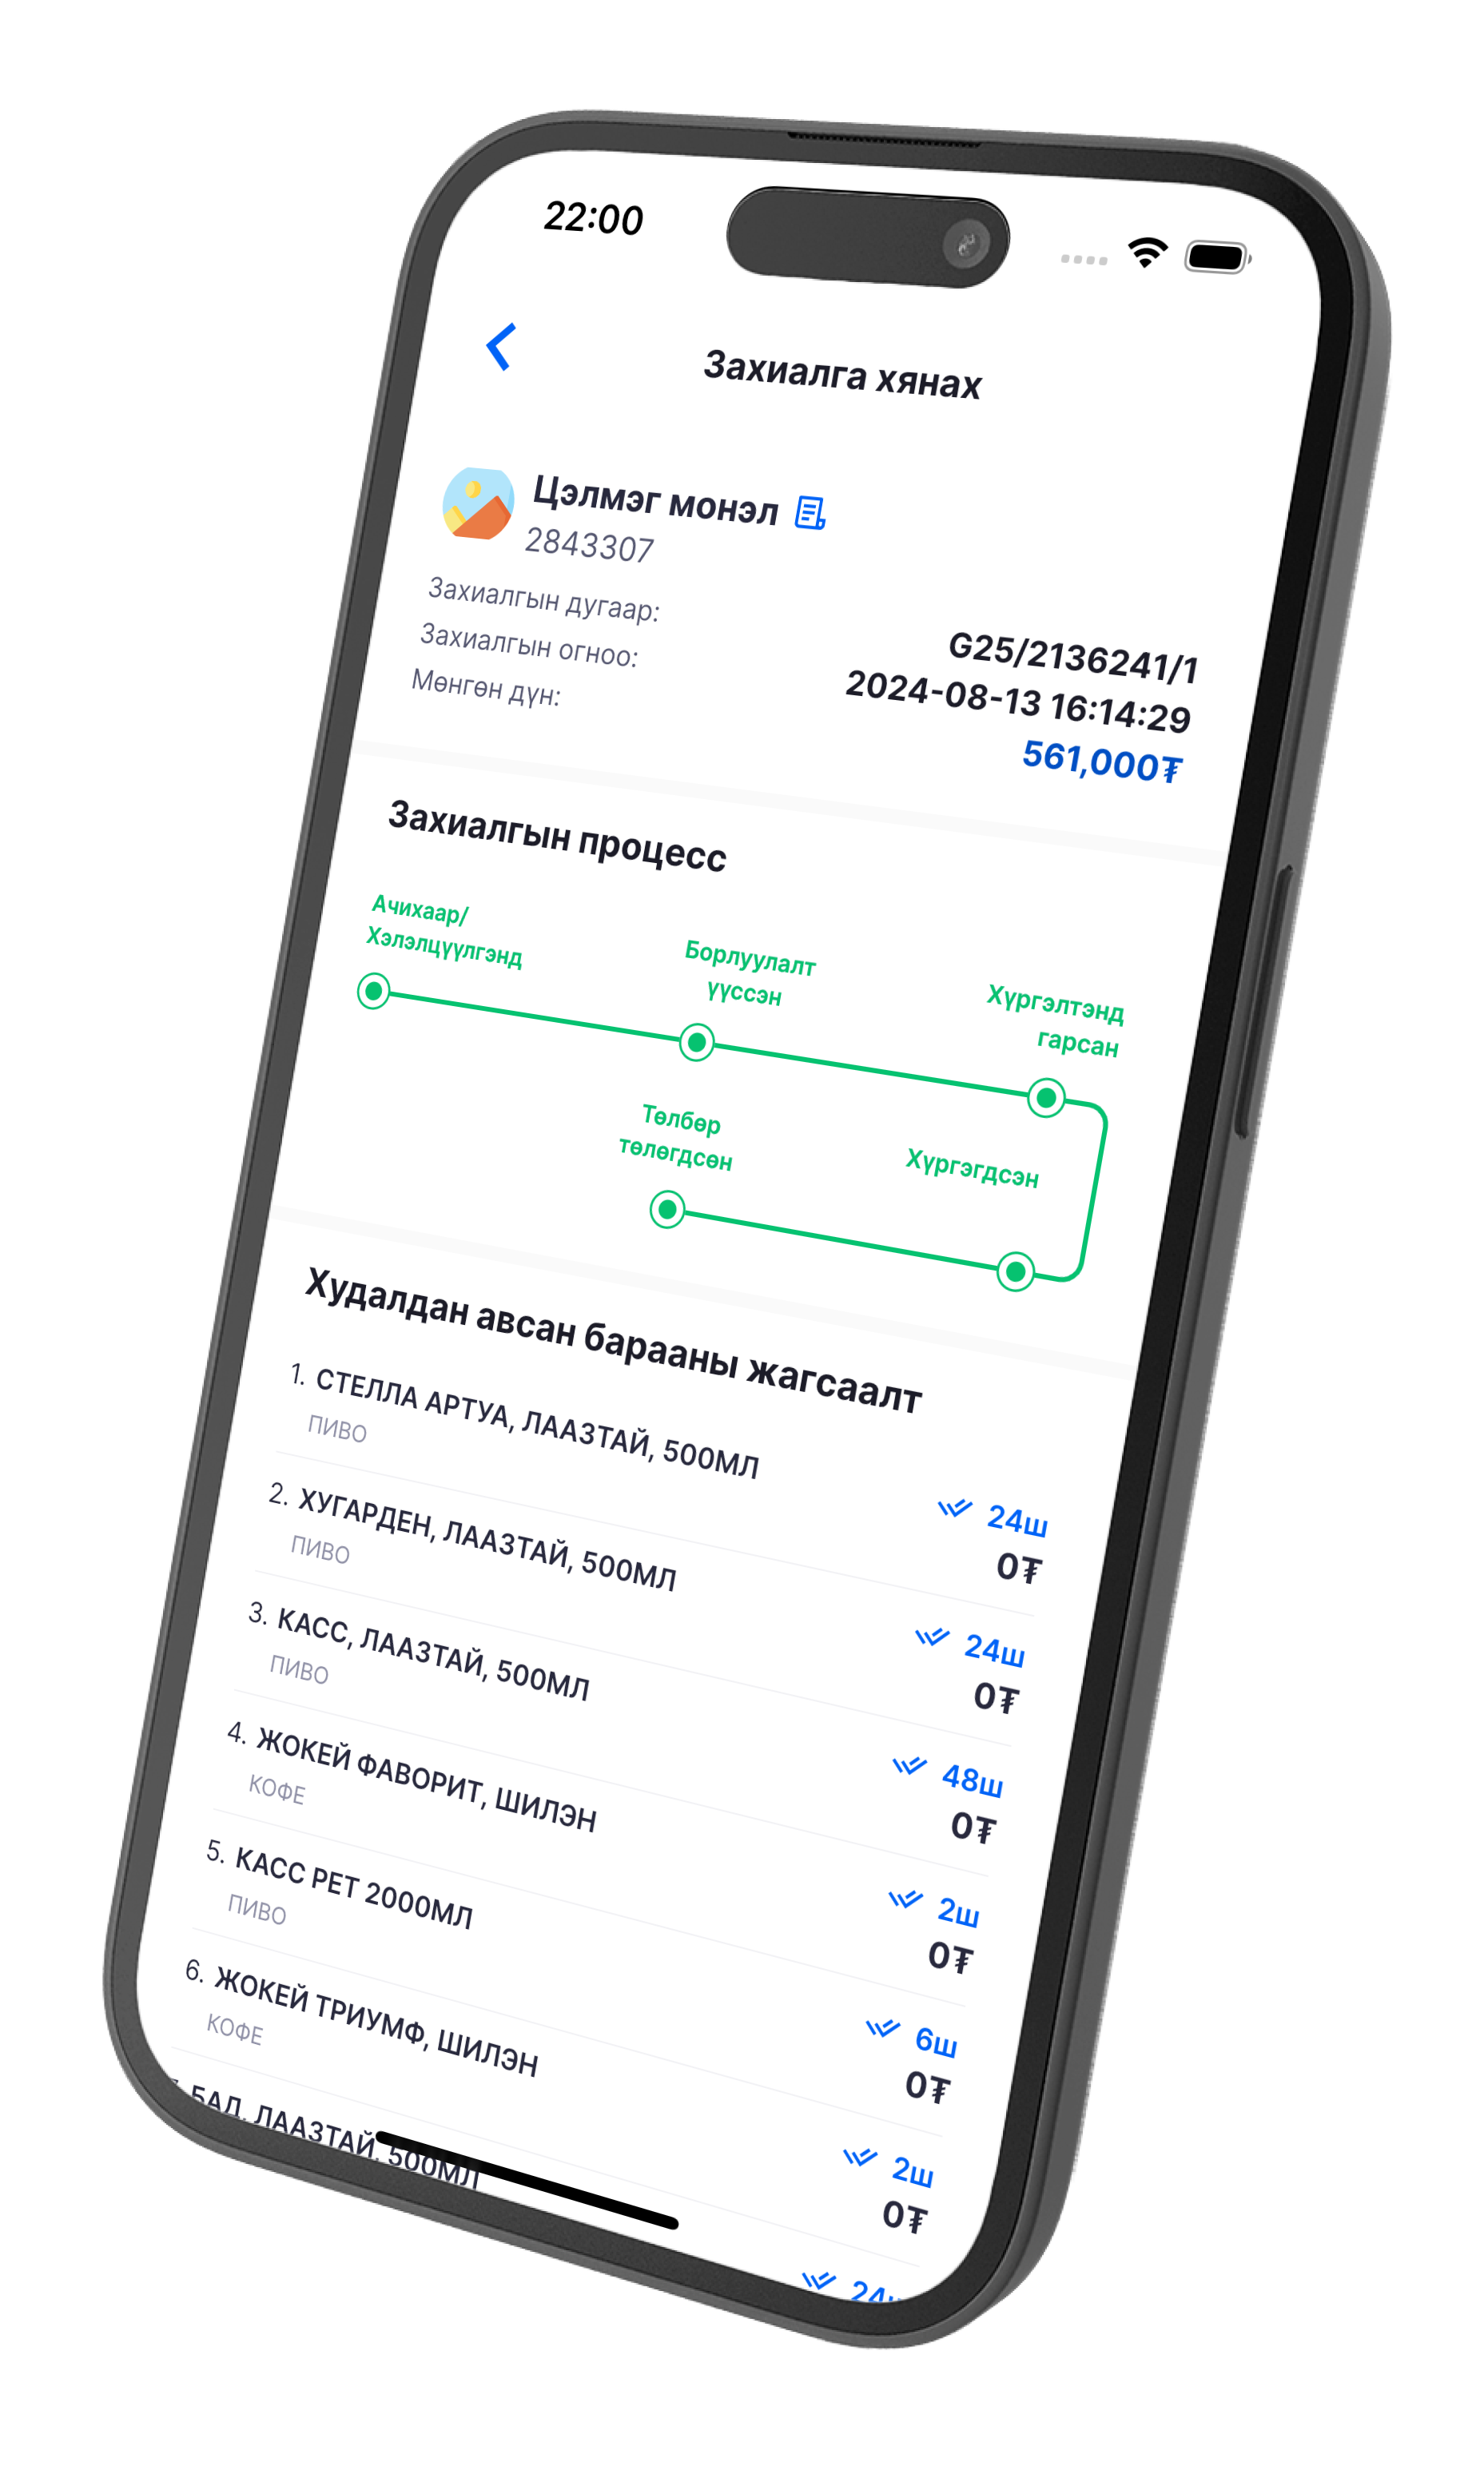 22:00
Захиалга хянах
Цэлмэг монэл
2843307
Захиалгын дугаар:
G25/2136241/1
Захиалгын огноо:
2024-08-13 16:14:29
Мөнгөн дүн:
561,000₮
Захиалгын процесс
Ачихаар/
Хэлэлцүүлгэнд
Борлуулалт
үүссэн
Хүргэлтэнд
гарсан
Төлбөр
төлөгдсөн
Хүргэгдсэн
Худалдан авсан барааны жагсаалт
1. СТЕЛЛА АРТУА, ЛААЗТАЙ, 500МЛ
ПИВО
24ш
0₮
2. ХУГАРДЕН, ЛААЗТАЙ, 500МЛ
ПИВО
24ш
0₮
3. КАСС, ЛААЗТАЙ, 500МЛ
ПИВО
48ш
0₮
4. ЖОКЕЙ ФАВОРИТ, ШИЛЭН
КОФЕ
2ш
0₮
5. КАСС PET 2000МЛ
ПИВО
6ш
0₮
6. ЖОКЕЙ ТРИУМФ, ШИЛЭН
КОФЕ
2ш
0₮
ЛААЗТАЙ, 500МЛ